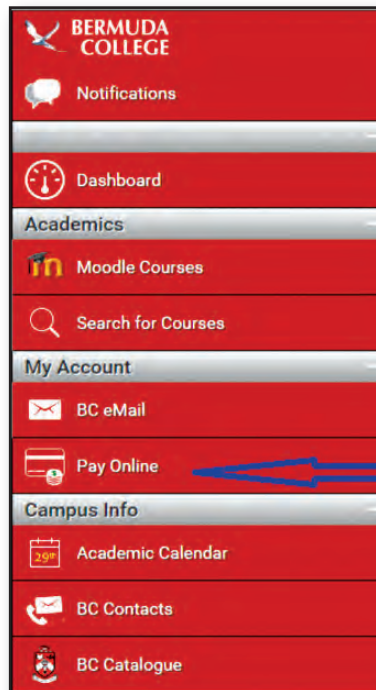 BERMUDA
COLLEGE
Notifications
Dashboard
Academics
Moodle Courses
Search for Courses
My Account
BC eMail
Pay Online
Campus Info
29th
Academic Calendar
BC Contacts
BC Catalogue